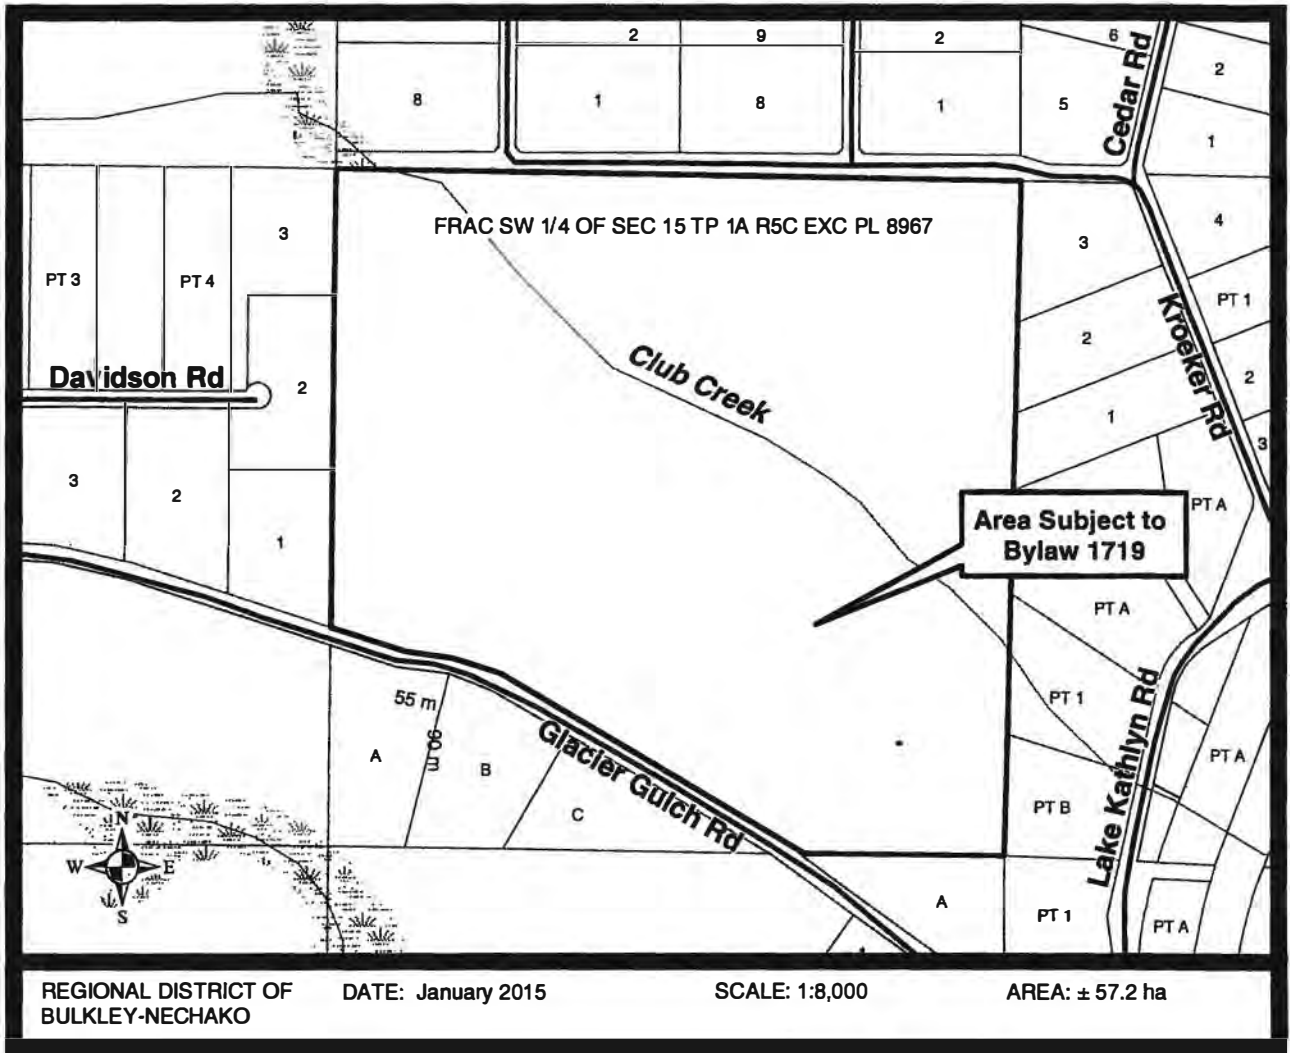 2
9
2
6
2
8
1
8
1
5
Cedar Rd
1
FRAC SW 1/4 OF SEC 15 TP 1A R5C EXC PL 8967
3
3
4
PT 3
PT 4
PT 1
Kroeker Rd
Club Creek
2
Davidson Rd
2
2
1
3
3
2
1
PT A
Area Subject to
Bylaw 1719
PT A
55 m
90 m
PT 1
Lake Kathlyn Rd
Glacier Gulch Rd
A
B
C
PT A
PT B
N
W
E
S
A
PT 1
PT A
REGIONAL DISTRICT OF
BULKLEY-NECHAKO
DATE: January 2015
SCALE: 1:8,000
AREA: ± 57.2 ha